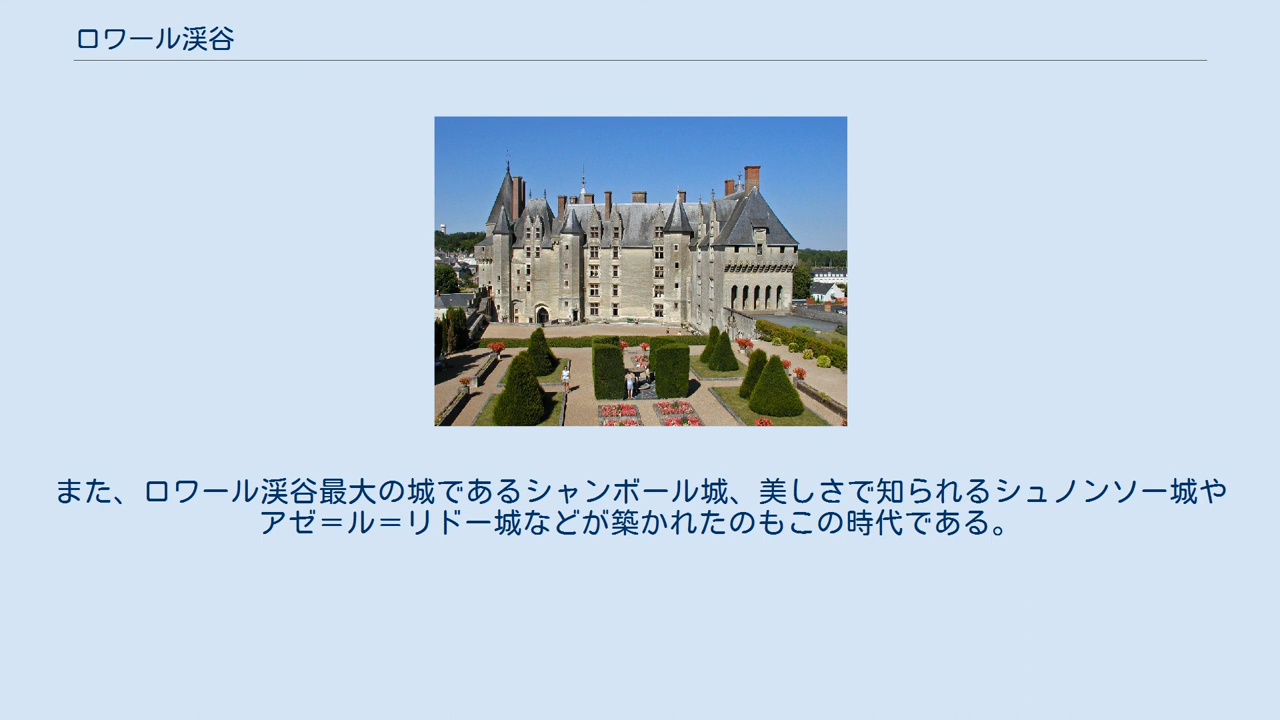 ロワール渓谷
また、ロワール渓谷最大の城であるシャンボール城、美しさで知られるシュノンソー城や
アゼ＝ル＝リドー城などが築かれたのもこの時代である。